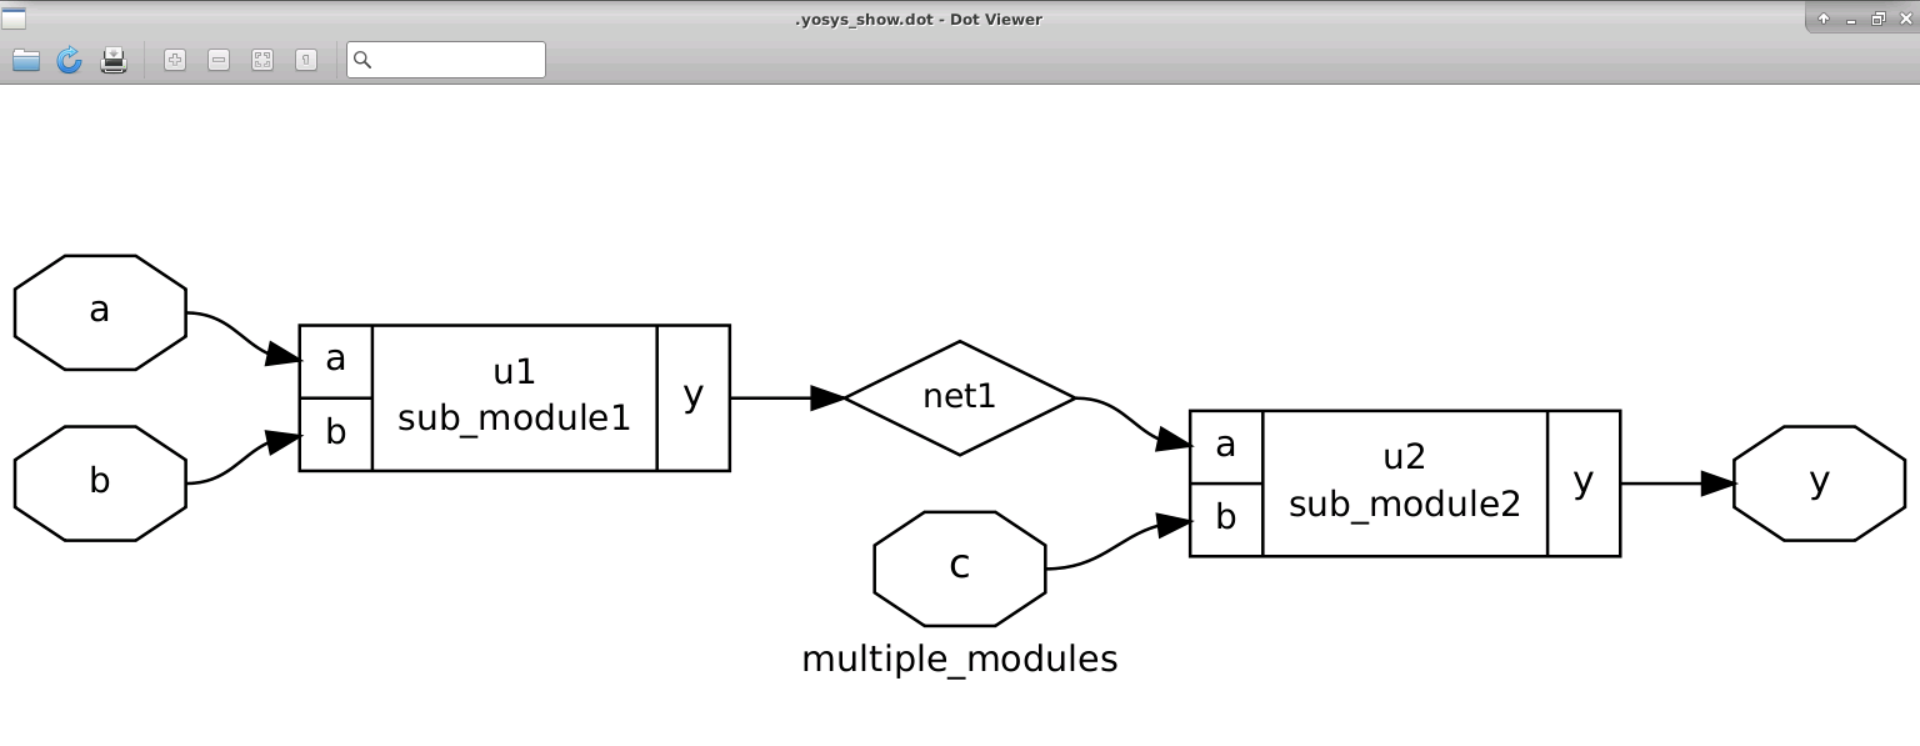 .yosys_show.dot - Dot Viewer
a
b
a
b
u1
sub_module1
y
net1
c
a
b
u2
sub_module2
y
y
multiple_modules